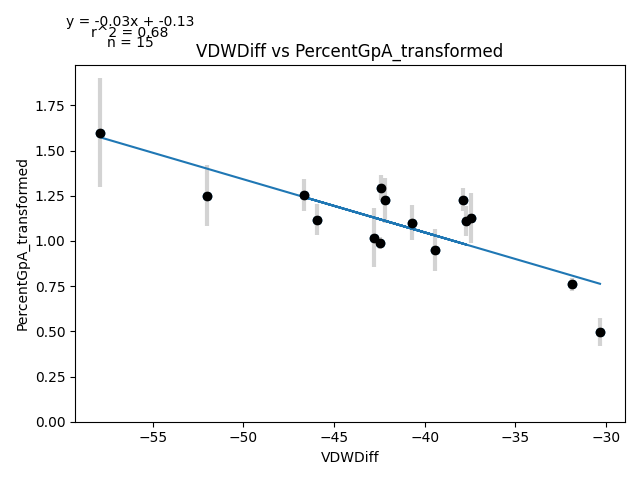 y = -0.03x + -0.13
r^2 = 0.68
n = 15
VDWDiff vs PercentGpA_transformed
PercentGpA_transformed
1.75
1.50
1.25
1.00
0.75
0.50
0.25
0.00
−55
−50
−45
−40
−35
−30
VDWDiff